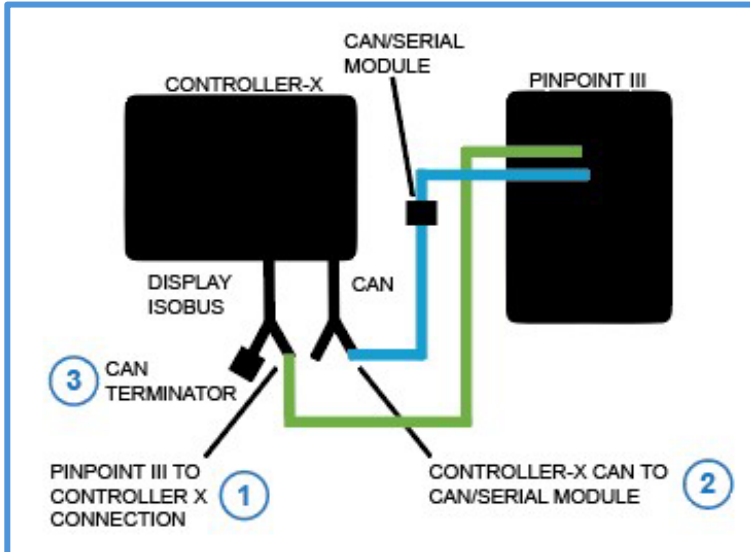 CAN/SERIAL
MODULE
CONTROLLER-X
PINPOINT III
DISPLAY
ISOBUS
CAN
3
CAN
TERMINATOR
PINPOINT III TO
CONTROLLER X
CONNECTION
1
CONTROLLER-X CAN TO
CAN/SERIAL MODULE
2